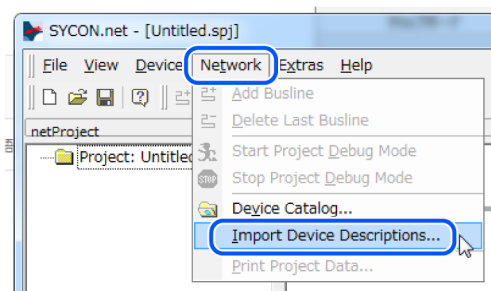 SYCON.net - [Untitled.spj]
File View Device Network Extras Help
Add Busline
Delete Last Busline
netProject
Start Project Debug Mode
Project: Untitled
Stop Project Debug Mode
STOP
Device Catalog...
Import Device Descriptions...
Print Project Data...